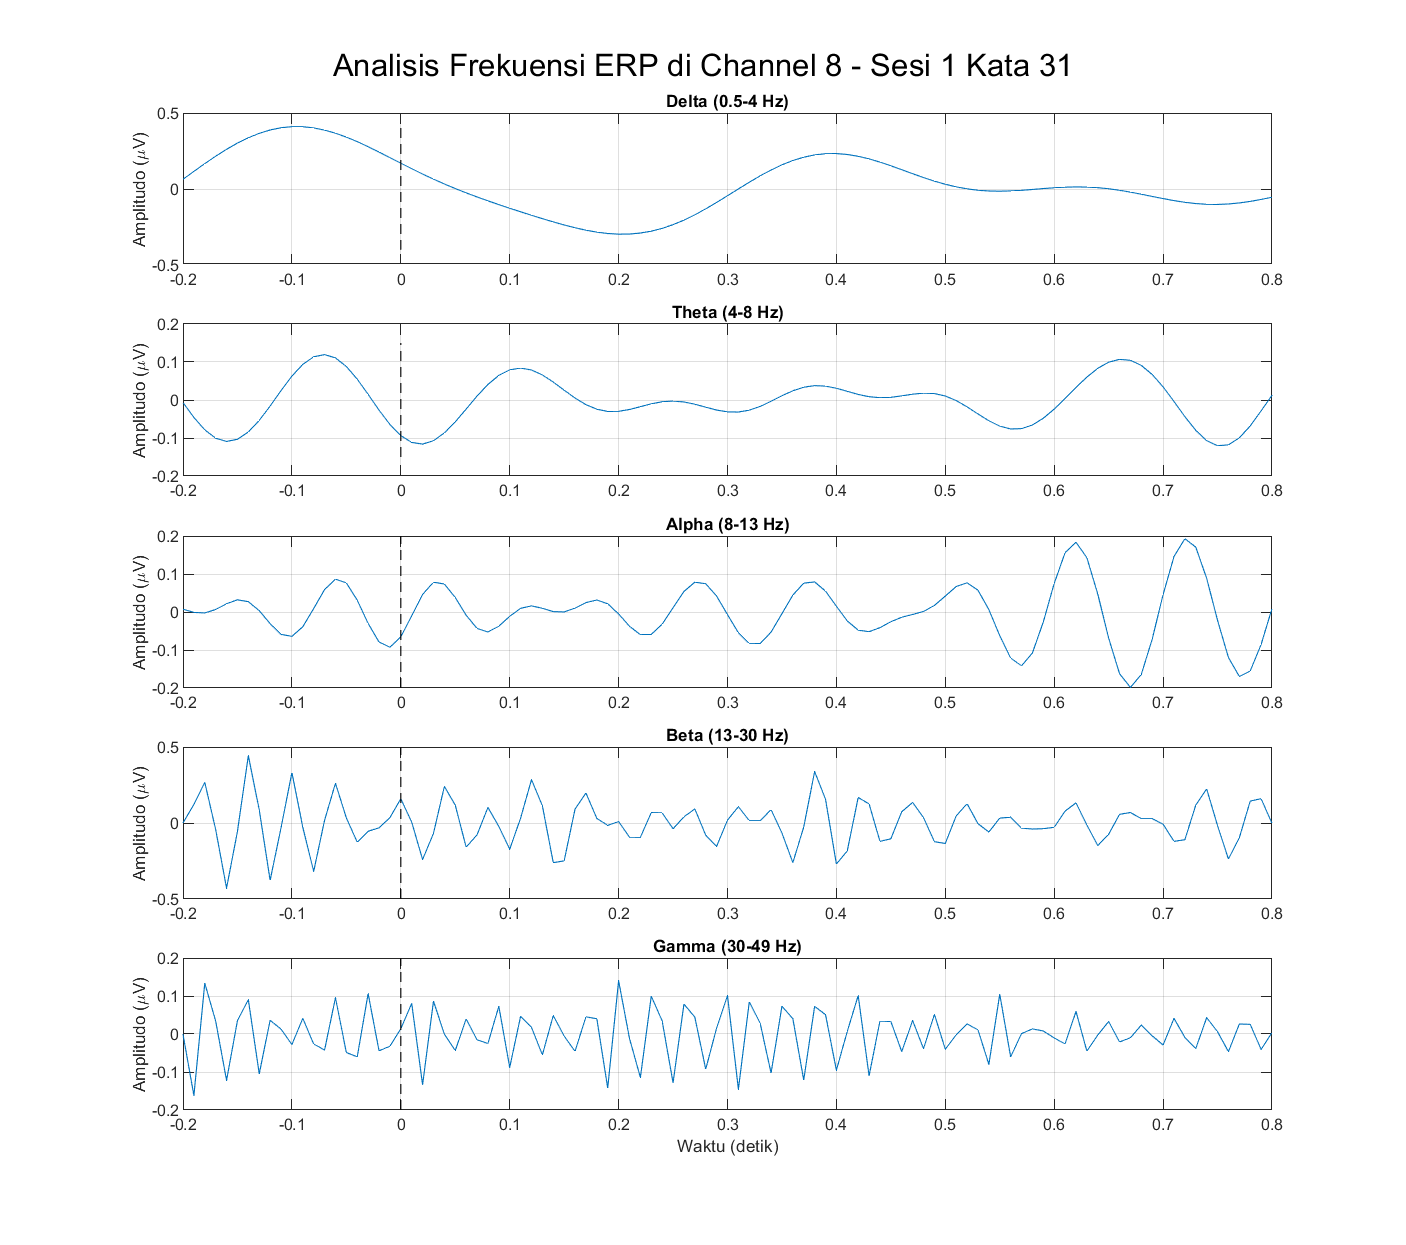 Analisis Frekuensi ERP di Channel 8 - Sesi 1 Kata 31
Delta (0.5-4 Hz)
Amplitudo (μV)
0.5
0
-0.5
-0.2 -0.1 0 0.1 0.2 0.3 0.4 0.5 0.6 0.7 0.8
Theta (4-8 Hz)
Amplitudo (μV)
0.2
0.1
0
-0.1
-0.2
-0.2 -0.1 0 0.1 0.2 0.3 0.4 0.5 0.6 0.7 0.8
Alpha (8-13 Hz)
Amplitudo (μV)
0.2
0.1
0
-0.1
-0.2
-0.2 -0.1 0 0.1 0.2 0.3 0.4 0.5 0.6 0.7 0.8
Beta (13-30 Hz)
Amplitudo (μV)
0.5
0
-0.5
-0.2 -0.1 0 0.1 0.2 0.3 0.4 0.5 0.6 0.7 0.8
Gamma (30-49 Hz)
Amplitudo (μV)
0.2
0.1
0
-0.1
-0.2
-0.2 -0.1 0 0.1 0.2 0.3 0.4 0.5 0.6 0.7 0.8
Waktu (detik)